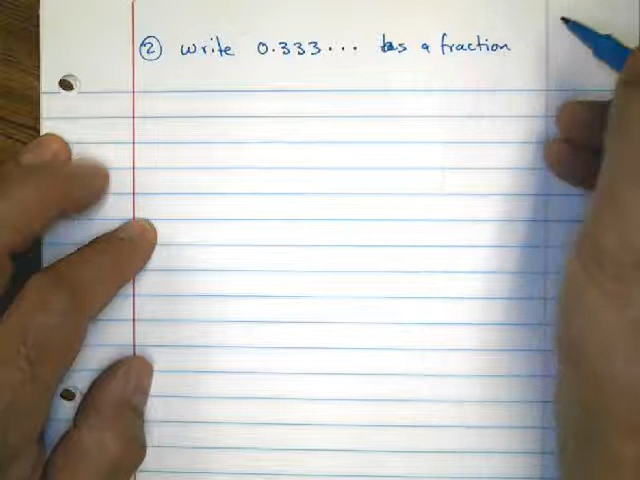 ② write 0.333... as a fraction